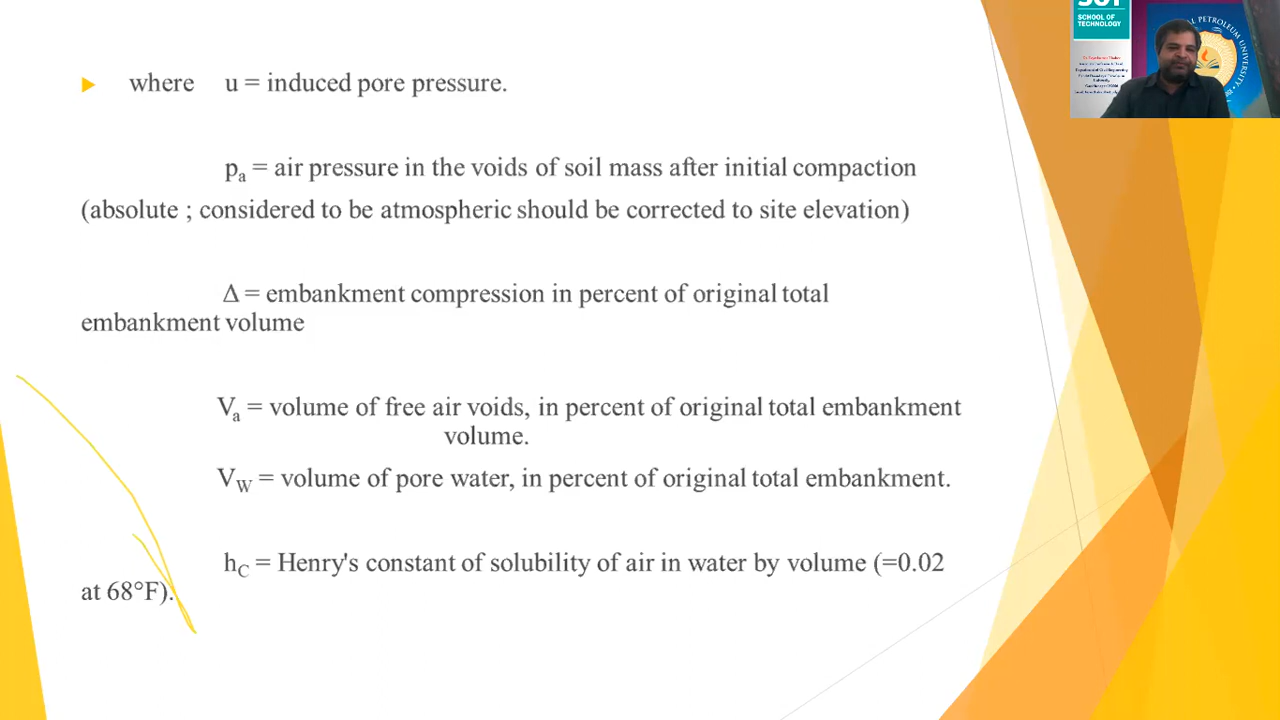 SCHOOL OF
TECHNOLOGY
PETROLEUM UNIVERSITY
where u = induced pore pressure.
pa = air pressure in the voids of soil mass after initial compaction
(absolute ; considered to be atmospheric should be corrected to site elevation)
Δ = embankment compression in percent of original total
embankment volume
Va = volume of free air voids, in percent of original total embankment
volume.
VW = volume of pore water, in percent of original total embankment.
hC = Henry's constant of solubility of air in water by volume (=0.02
at 68°F).